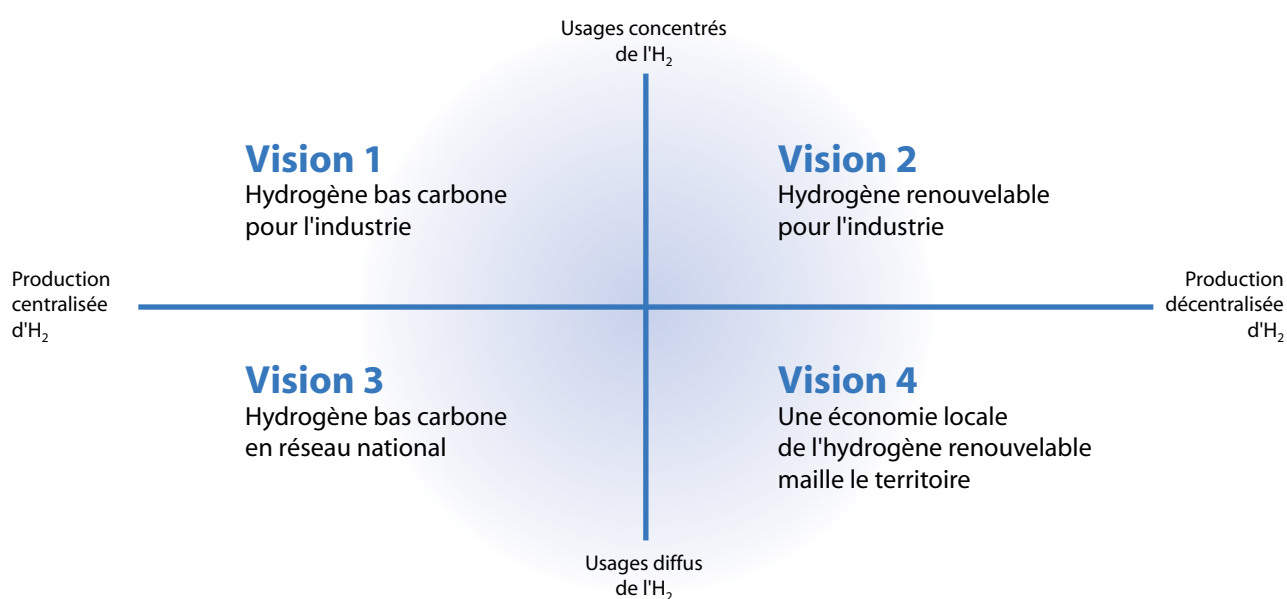 Usages concentrés
de l'H₂
Vision 1
Hydrogène bas carbone
pour l'industrie
Vision 2
Hydrogène renouvelable
pour l'industrie
Production
centralisée
d'H₂
Production
décentralisée
d'H₂
Vision 3
Hydrogène bas carbone
en réseau national
Vision 4
Une économie locale
de l'hydrogène renouvelable
maille le territoire
Usages diffus
de l'H₂